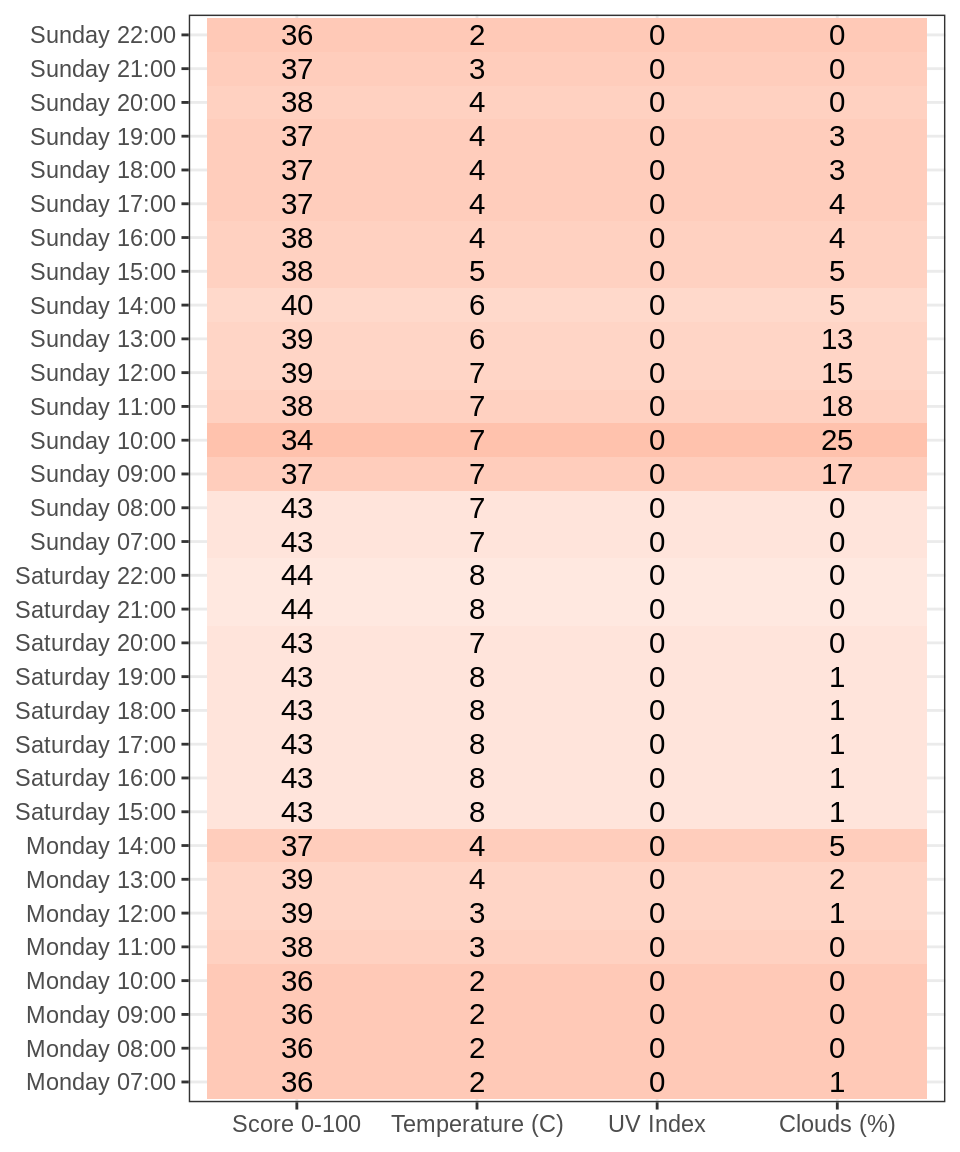 Sunday 22:00 36 2 0 0
Sunday 21:00 37 3 0 0
Sunday 20:00 38 4 0 0
Sunday 19:00 37 4 0 3
Sunday 18:00 37 4 0 3
Sunday 17:00 37 4 0 4
Sunday 16:00 38 4 0 4
Sunday 15:00 38 5 0 5
Sunday 14:00 40 6 0 5
Sunday 13:00 39 6 0 13
Sunday 12:00 39 7 0 15
Sunday 11:00 38 7 0 18
Sunday 10:00 34 7 0 25
Sunday 09:00 37 7 0 17
Sunday 08:00 43 7 0 0
Sunday 07:00 43 7 0 0
Saturday 22:00 44 8 0 0
Saturday 21:00 44 8 0 0
Saturday 20:00 43 7 0 0
Saturday 19:00 43 8 0 1
Saturday 18:00 43 8 0 1
Saturday 17:00 43 8 0 1
Saturday 16:00 43 8 0 1
Saturday 15:00 43 8 0 1
Monday 14:00 37 4 0 5
Monday 13:00 39 4 0 2
Monday 12:00 39 3 0 1
Monday 11:00 38 3 0 0
Monday 10:00 36 2 0 0
Monday 09:00 36 2 0 0
Monday 08:00 36 2 0 0
Monday 07:00 36 2 0 1
Score 0-100 Temperature (C) UV Index Clouds (%)